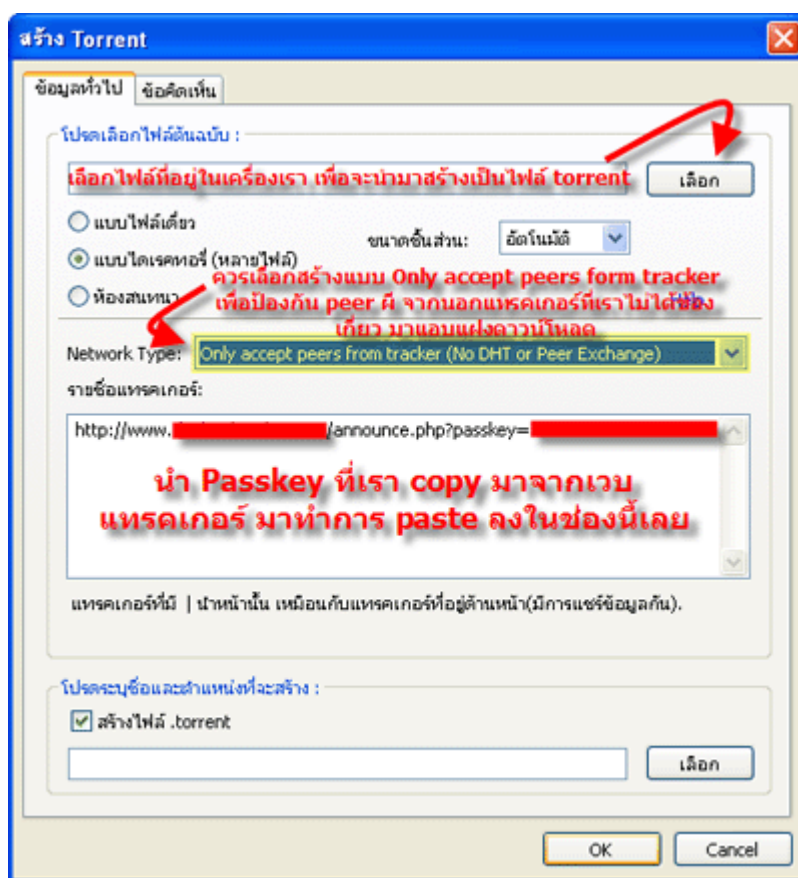 สร้าง Torrent
ข้อมูลทั่วไป ข้อคิดเห็น
โปรดเลือกไฟล์ต้นฉบับ :
เลือกไฟล์ที่อยู่ในเครื่องเรา เพื่อจะนำมาสร้างเป็นไฟล์ torrent เลือก
แบบไฟล์เดี่ยว
ขนาดชิ้นส่วน: อัตโนมัติ
แบบไดเรคทอรี่ (หลายไฟล์)
ควรเลือกสร้างแบบ Only accept peers form tracker
ห้องสนทนา
เพื่อป้องกัน peer ผี จากนอกแทรคเกอร์ที่เราไม่ได้ข้อง
เกี่ยว มาแอบแฝงดาวน์โหลด
Network Type: Only accept peers from tracker (No DHT or Peer Exchange)
รายชื่อแทรคเกอร์:
http://www. /announce.php?passkey=
นำ Passkey ที่เรา copy มาจากเวบ
แทรคเกอร์ มาทำการ paste ลงในช่องนี้เลย
แทรคเกอร์ที่มี | นำหน้านั้น เหมือนกับแทรคเกอร์ที่อยู่ด้านหน้า(มีการแชร์ข้อมูลกัน).
โปรดระบุชื่อและตำแหน่งที่จะสร้าง :
สร้างไฟล์ .torrent
เลือก
OK Cancel